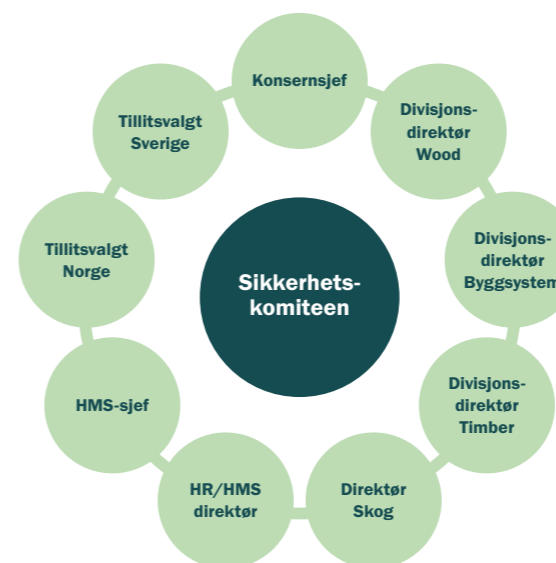 Konsernsjef
Divisjons-
direktør
Wood
Divisjons-
direktør
Byggsystem
Divisjons-
direktør
Timber
Direktør
Skog
HR/HMS
direktør
HMS-sjef
Tillitsvalgt
Norge
Tillitsvalgt
Sverige
Sikkerhets-
komiteen